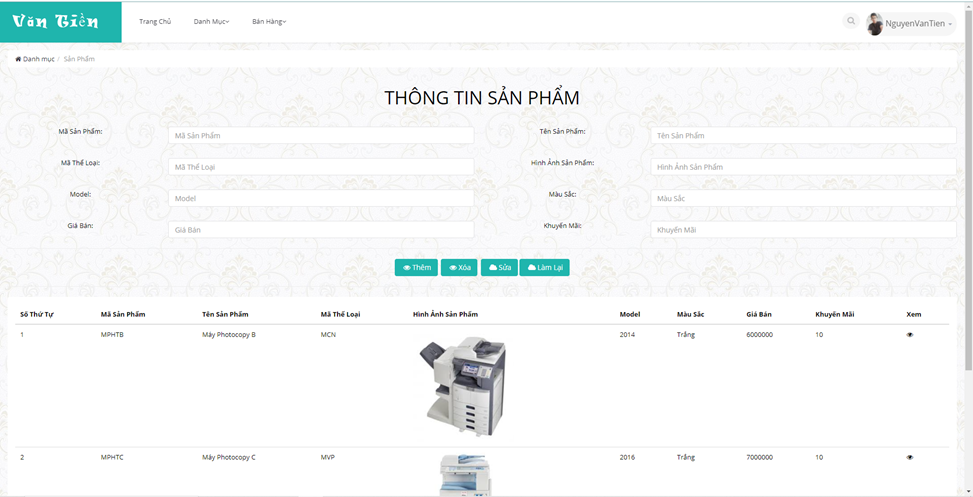 Văn Tiền
Trang Chủ Danh Mục Bán Hàng NguyenVanTien
Danh mục / Sản Phẩm
THÔNG TIN SẢN PHẨM
Mã Sản Phẩm: Mã Sản Phẩm Tên Sản Phẩm: Tên Sản Phẩm
Mã Thể Loại: Mã Thể Loại Hình Ảnh Sản Phẩm: Hình Ảnh Sản Phẩm
Model: Model Màu Sắc: Màu Sắc
Giá Bán: Giá Bán Khuyến Mãi: Khuyến Mãi
Thêm Xóa Sửa Làm Lại
Số Thứ Tự Mã Sản Phẩm Tên Sản Phẩm Mã Thể Loại Hình Ảnh Sản Phẩm Model Màu Sắc Giá Bán Khuyến Mãi Xem
1 MPHTB Máy Photocopy B MCN 2014 Trắng 6000000 10
2 MPHTC Máy Photocopy C MVP 2016 Trắng 7000000 10